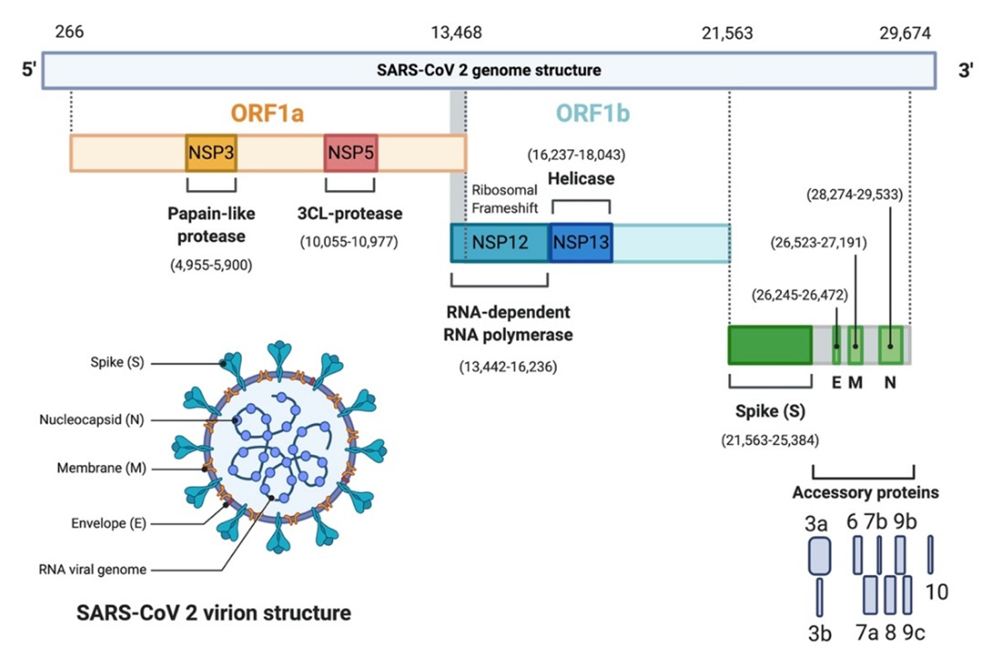 266
13,468
21,563
29,674
5'
SARS-CoV 2 genome structure
3'
ORF1a
ORF1b
NSP3
NSP5
(16,237-18,043)
Helicase
Ribosomal
Frameshift
(28,274-29,533)
Papain-like
protease
(4,955-5,900)
3CL-protease
(10,055-10,977)
NSP12
NSP13
(26,523-27,191)
(26,245-26,472)
RNA-dependent
RNA polymerase
(13,442-16,236)
E M N
Spike (S)
(21,563-25,384)
Accessory proteins
3a 6 7b 9b
10
3b 7a 8 9c
Spike (S)
Nucleocapsid (N)
Membrane (M)
Envelope (E)
RNA viral genome
SARS-CoV 2 virion structure